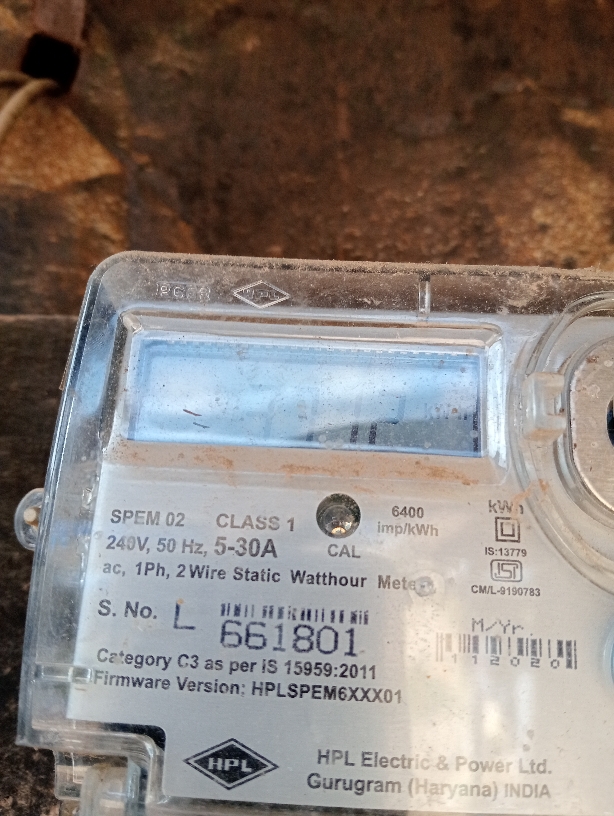 HPL
SPEM 02 CLASS 1
6400
imp/kWh
kWh
240V, 50 Hz, 5-30A
CAL
IS:13779
ac, 1Ph, 2 Wire Static Watthour Meter
ISI
CM/L-9190783
S. No. L 661801
M/Yr
112020
Category C3 as per IS 15959:2011
Firmware Version: HPLSPEM6XXX01
HPL
HPL Electric & Power Ltd.
Gurugram (Haryana) INDIA